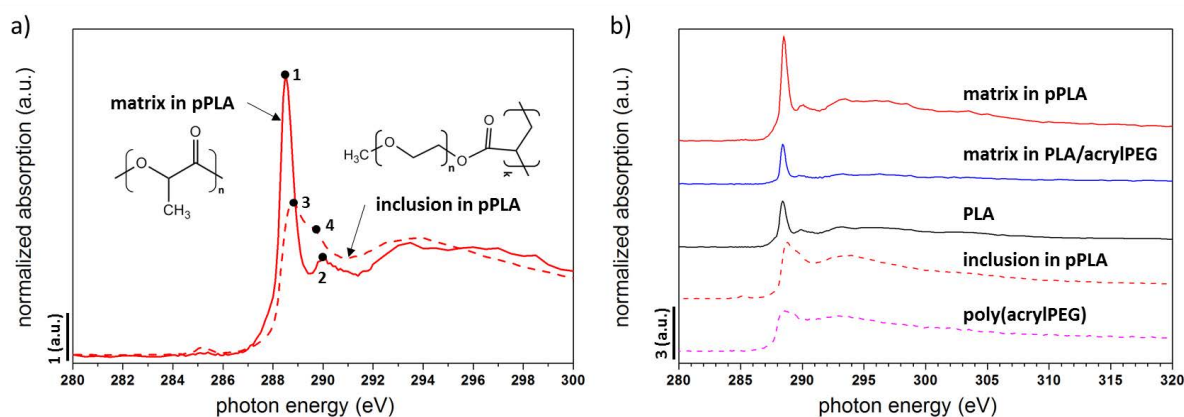 a)
normalized absorption (a.u.)
1 (a.u.)
matrix in pPLA
1
3
4
2
inclusion in pPLA
O
O
n
CH₃
H₃C
O
n
O
O
280 282 284 286 288 290 292 294 296 298 300
photon energy (eV)
b)
normalized absorption (a.u.)
3 (a.u.)
matrix in pPLA
matrix in PLA/acrylPEG
PLA
inclusion in pPLA
poly(acrylPEG)
280 285 290 295 300 305 310 315 320
photon energy (eV)